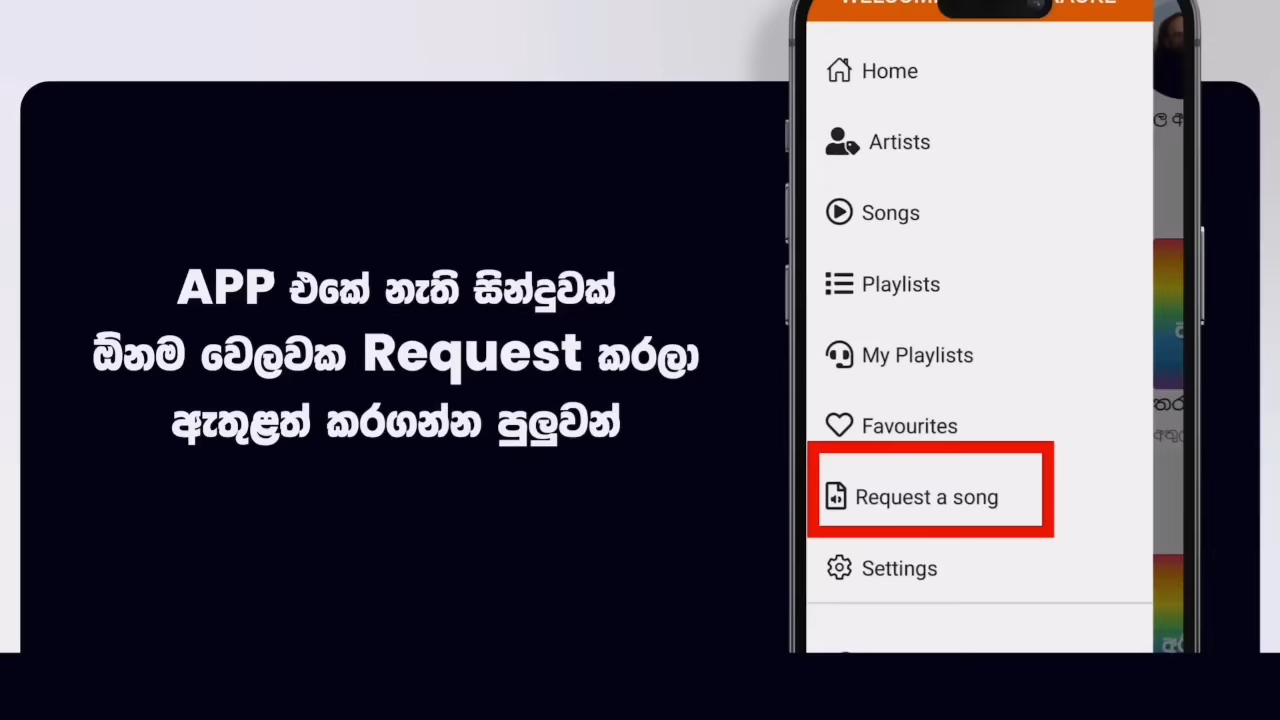 APP එකේ නැති සින්දුවක්
ඕනම වෙලවක Request කරලා
ඇතුළත් කරගන්න පුලුවන්
Home
Artists
Songs
Playlists
My Playlists
Favourites
Request a song
Settings